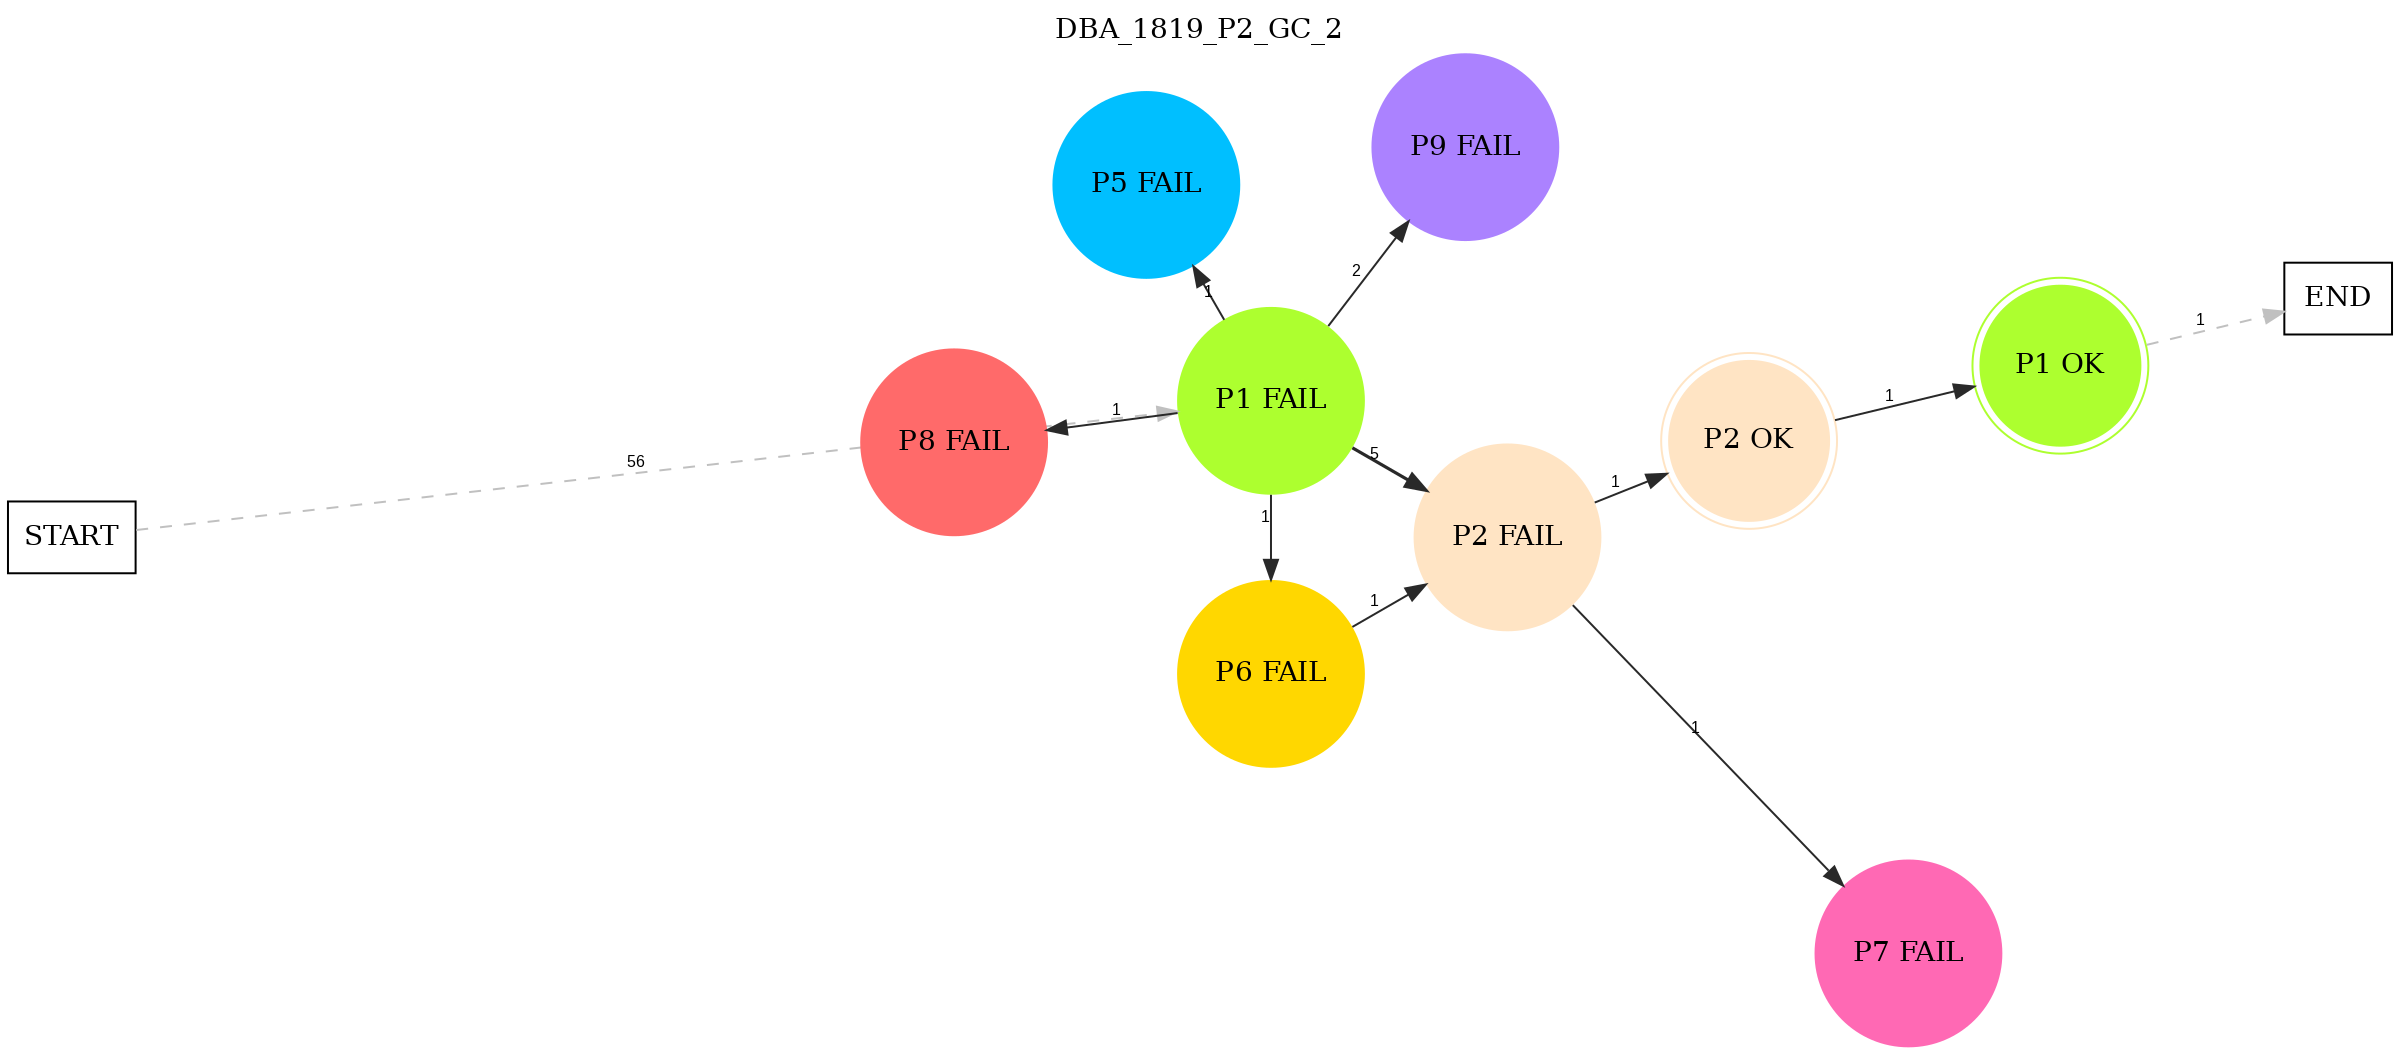 DBA_1819_P2_GC_2
P9 FAIL
P5 FAIL
2
1
END
1
P1 OK
P1 FAIL
1
1
P8 FAIL
P2 OK
5
56
1
1
START
P2 FAIL
1
P6 FAIL
1
P7 FAIL